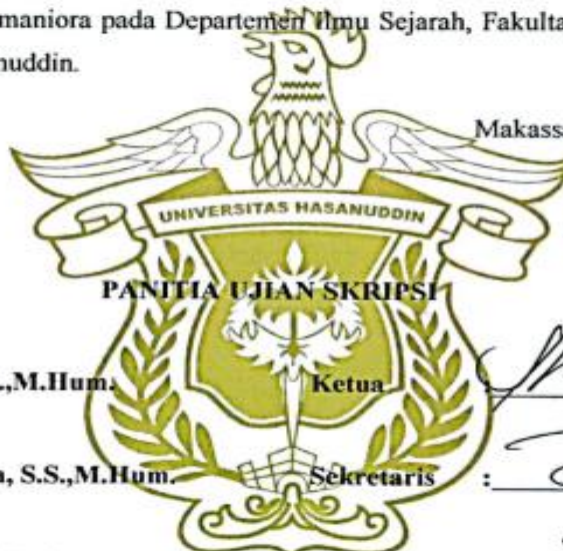 maniora pada Departemen Ilmu Sejarah, Fakulta
nuddin.
Makass
UNIVERSITAS HASANUDDIN
PANITIA UJIAN SKRIPSI
.,M.Hum. Ketua :
, S.S.,M.Hum. Sekretaris :